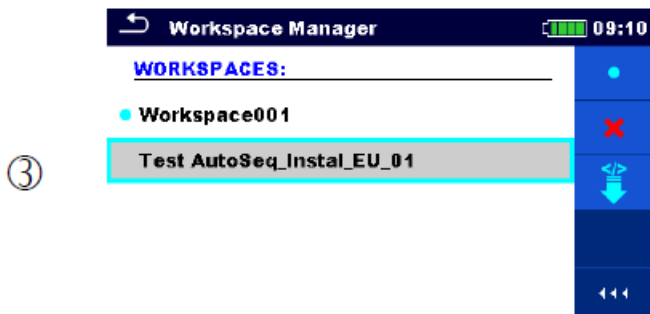 Workspace Manager 09:10
WORKSPACES:
Workspace001
③ Test AutoSeq_Instal_EU_01